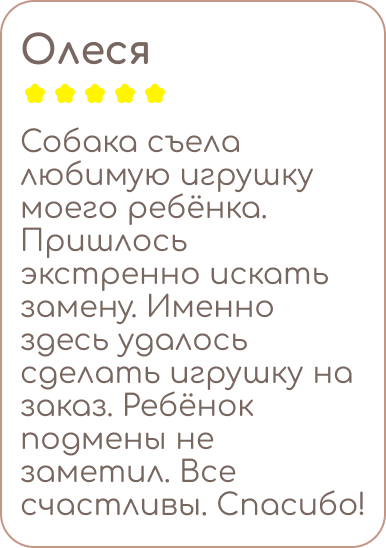 Олеся
Собака съела
любимую игрушку
моего ребёнка.
Пришлось
экстренно искать
замену. Именно
здесь удалось
сделать игрушку на
заказ. Ребёнок
подмены не
заметил. Все
счастливы. Спасибо!